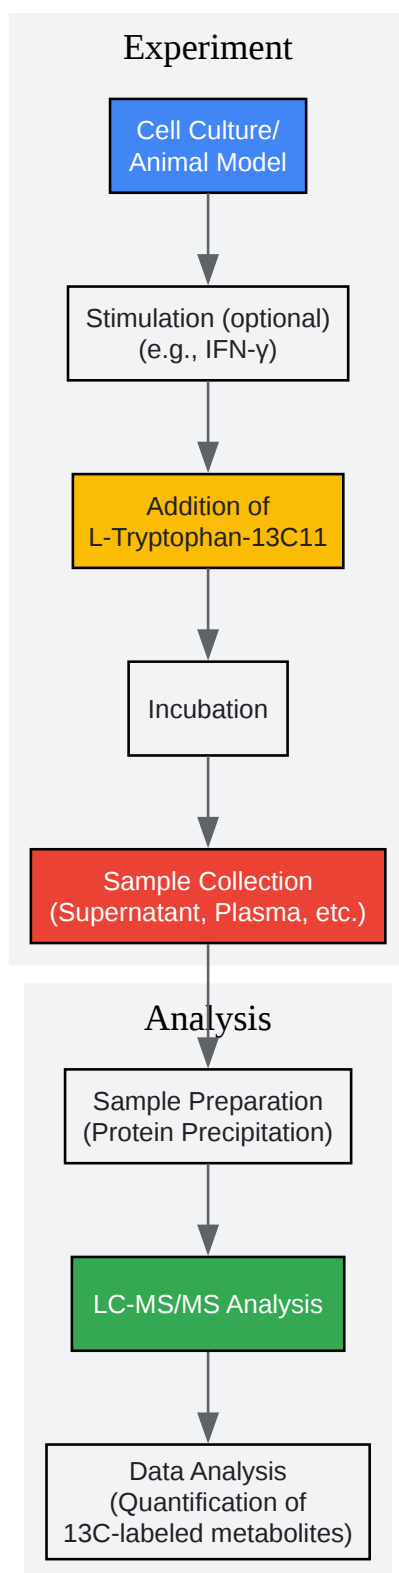 Experiment
Cell Culture/
Animal Model
Stimulation (optional)
(e.g., IFN-γ)
Addition of
L-Tryptophan-13C11
Incubation
Sample Collection
(Supernatant, Plasma, etc.)
Analysis
Sample Preparation
(Protein Precipitation)
LC-MS/MS Analysis
Data Analysis
(Quantification of
13C-labeled metabolites)